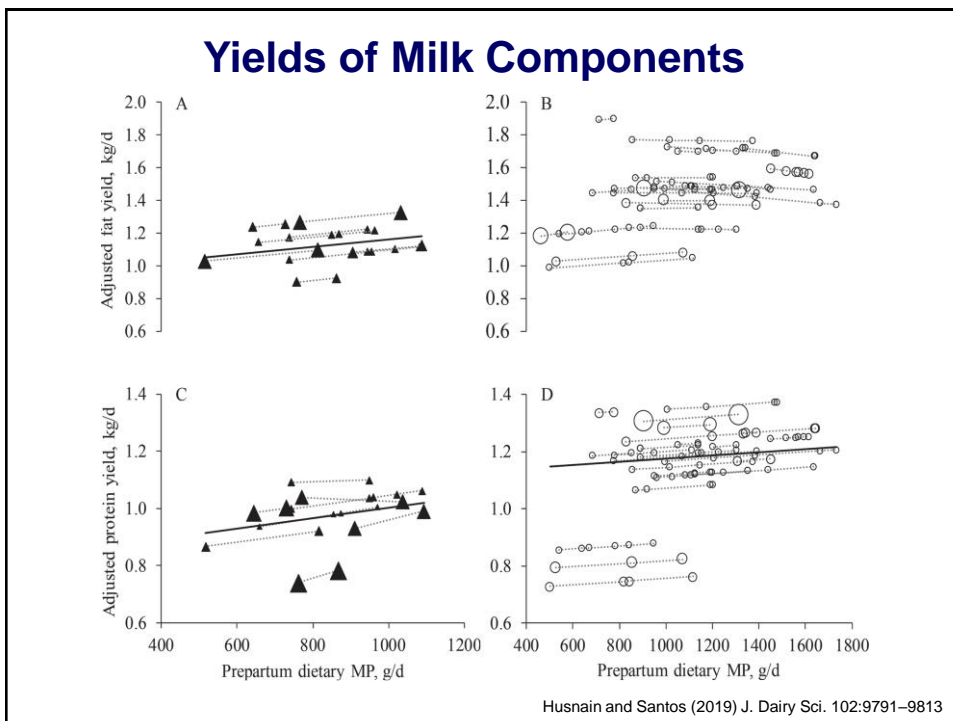 Yields of Milk Components
A
B
Adjusted fat yield, kg/d
2.0
1.8
1.6
1.4
1.2
1.0
0.8
0.6
2.0
1.8
1.6
1.4
1.2
1.0
0.8
0.6
C
D
Adjusted protein yield, kg/d
1.4
1.2
1.0
0.8
0.6
1.4
1.2
1.0
0.8
0.6
400 600 800 1000 1200
400 600 800 1000 1200 1400 1600 1800
Prepartum dietary MP, g/d
Prepartum dietary MP, g/d
Husnain and Santos (2019) J. Dairy Sci. 102:9791–9813